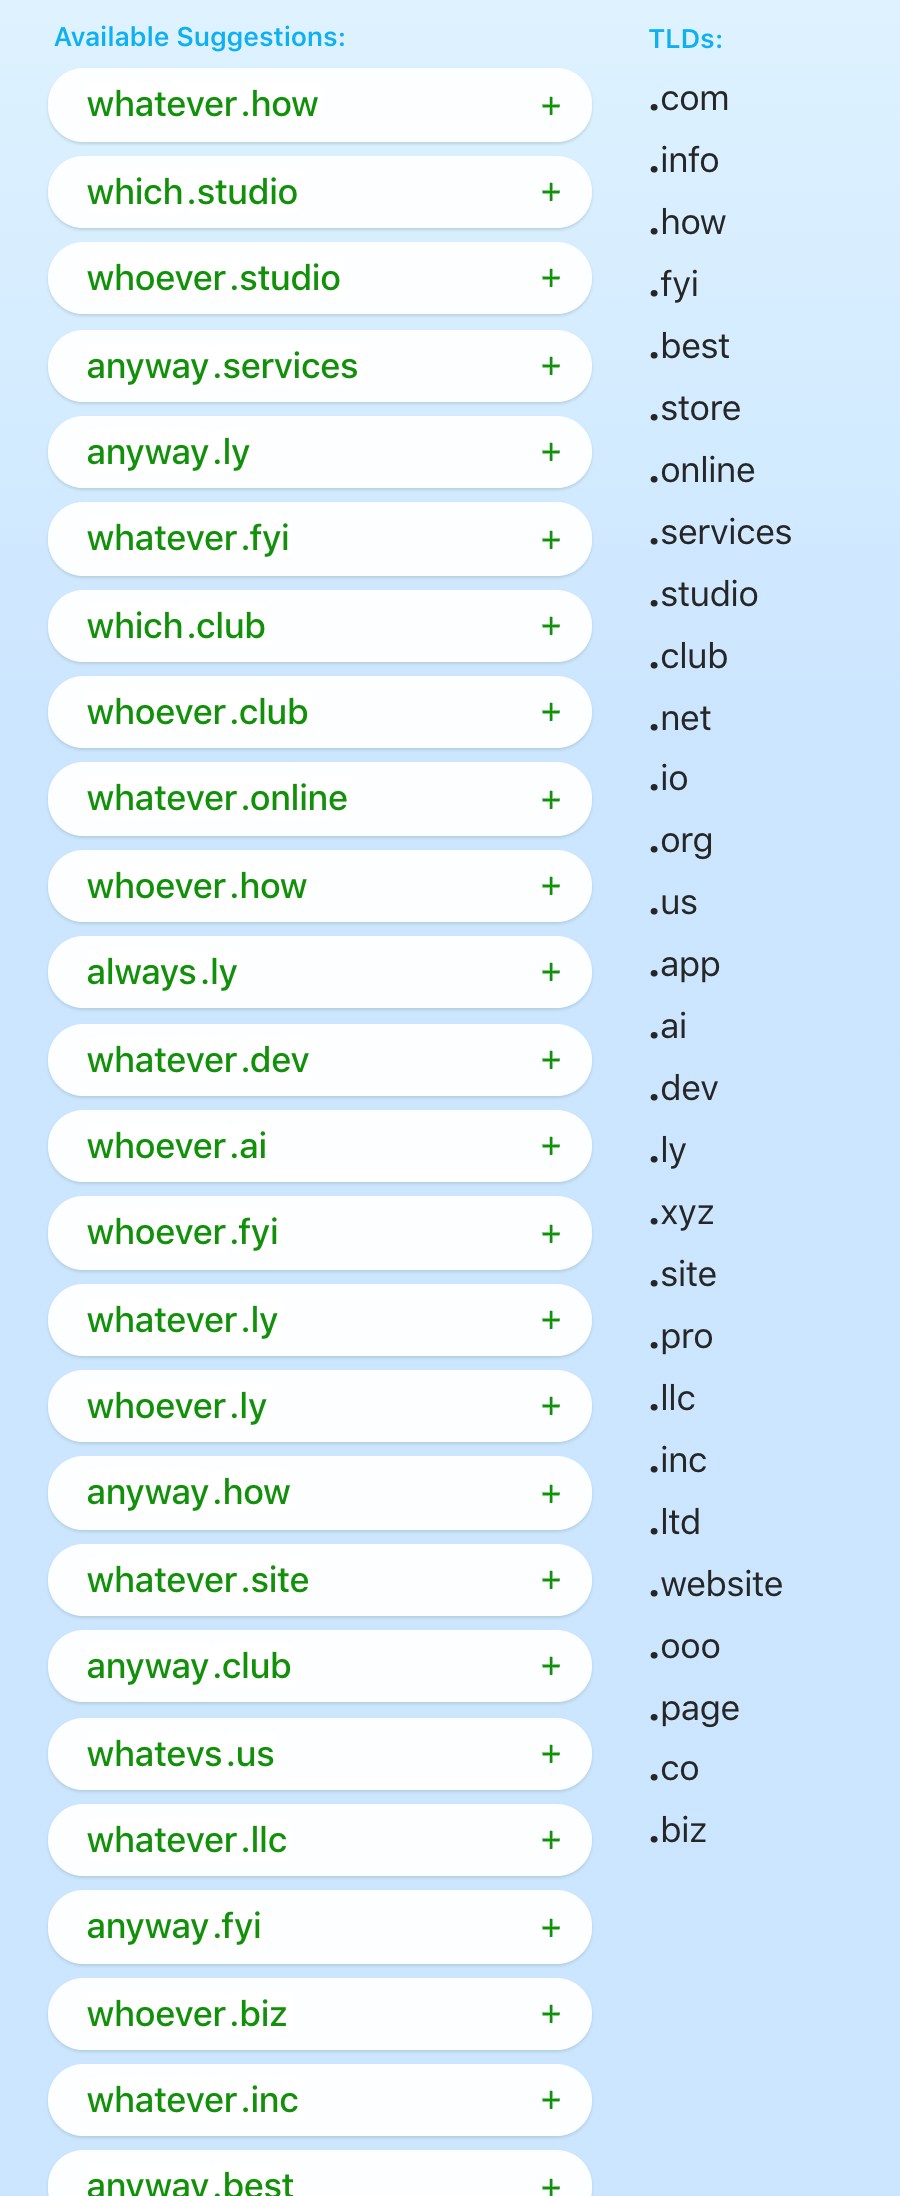 Available Suggestions:
whatever.how +
which.studio +
whoever.studio +
anyway.services +
anyway.ly +
whatever.fyi +
which.club +
whoever.club +
whatever.online +
whoever.how +
always.ly +
whatever.dev +
whoever.ai +
whoever.fyi +
whatever.ly +
whoever.ly +
anyway.how +
whatever.site +
anyway.club +
whatevs.us +
whatever.llc +
anyway.fyi +
whoever.biz +
whatever.inc +
anyway.best +
TLDs:
.com
.info
.how
.fyi
.best
.store
.online
.services
.studio
.club
.net
.io
.org
.us
.app
.ai
.dev
.ly
.xyz
.site
.pro
.llc
.inc
.ltd
.website
.ooo
.page
.co
.biz